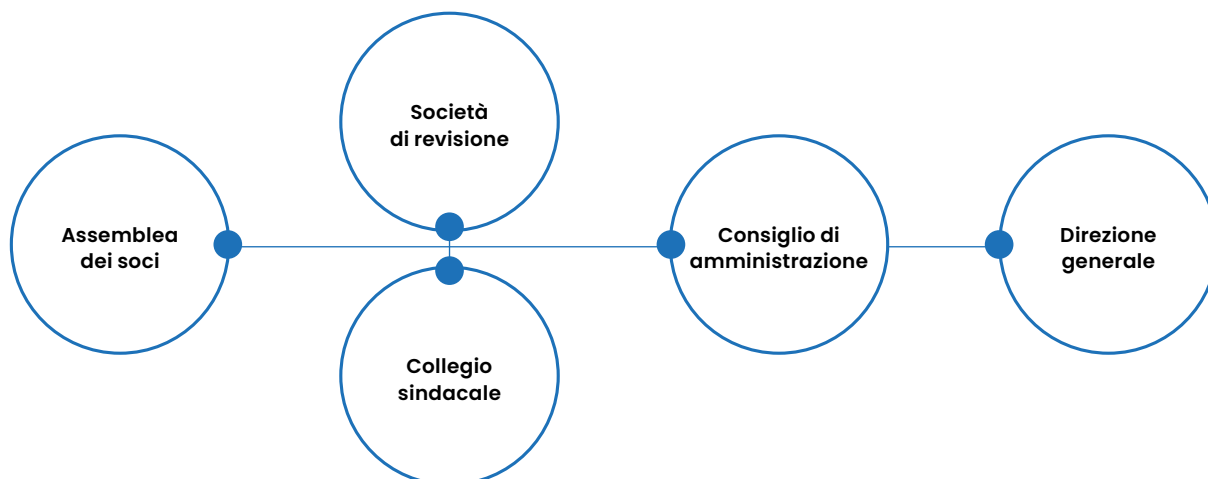 Assemblea
dei soci
Società
di revisione
Collegio
sindacale
Consiglio di
amministrazione
Direzione
generale